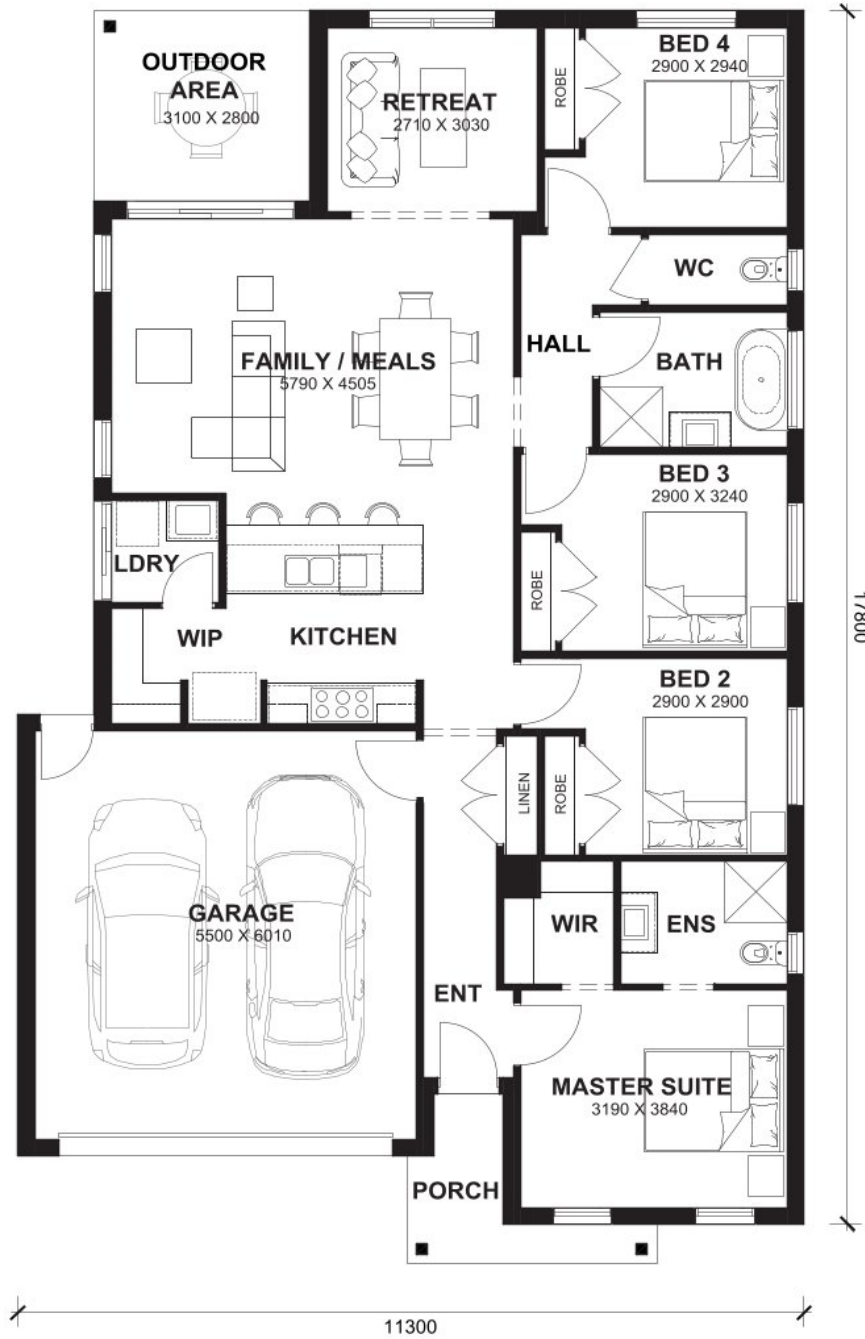 OUTDOOR
AREA
3100 X 2800
RETREAT
2710 X 3030
ROBE
BED 4
2900 X 2940
WC
HALL
BATH
FAMILY / MEALS
5790 X 4505
BED 3
2900 X 3240
ROBE
LDRY
WIP
KITCHEN
17800
BED 2
2900 X 2900
LINEN
ROBE
GARAGE
5500 X 6010
WIR
ENS
ENT
MASTER SUITE
3190 X 3840
PORCH
11300